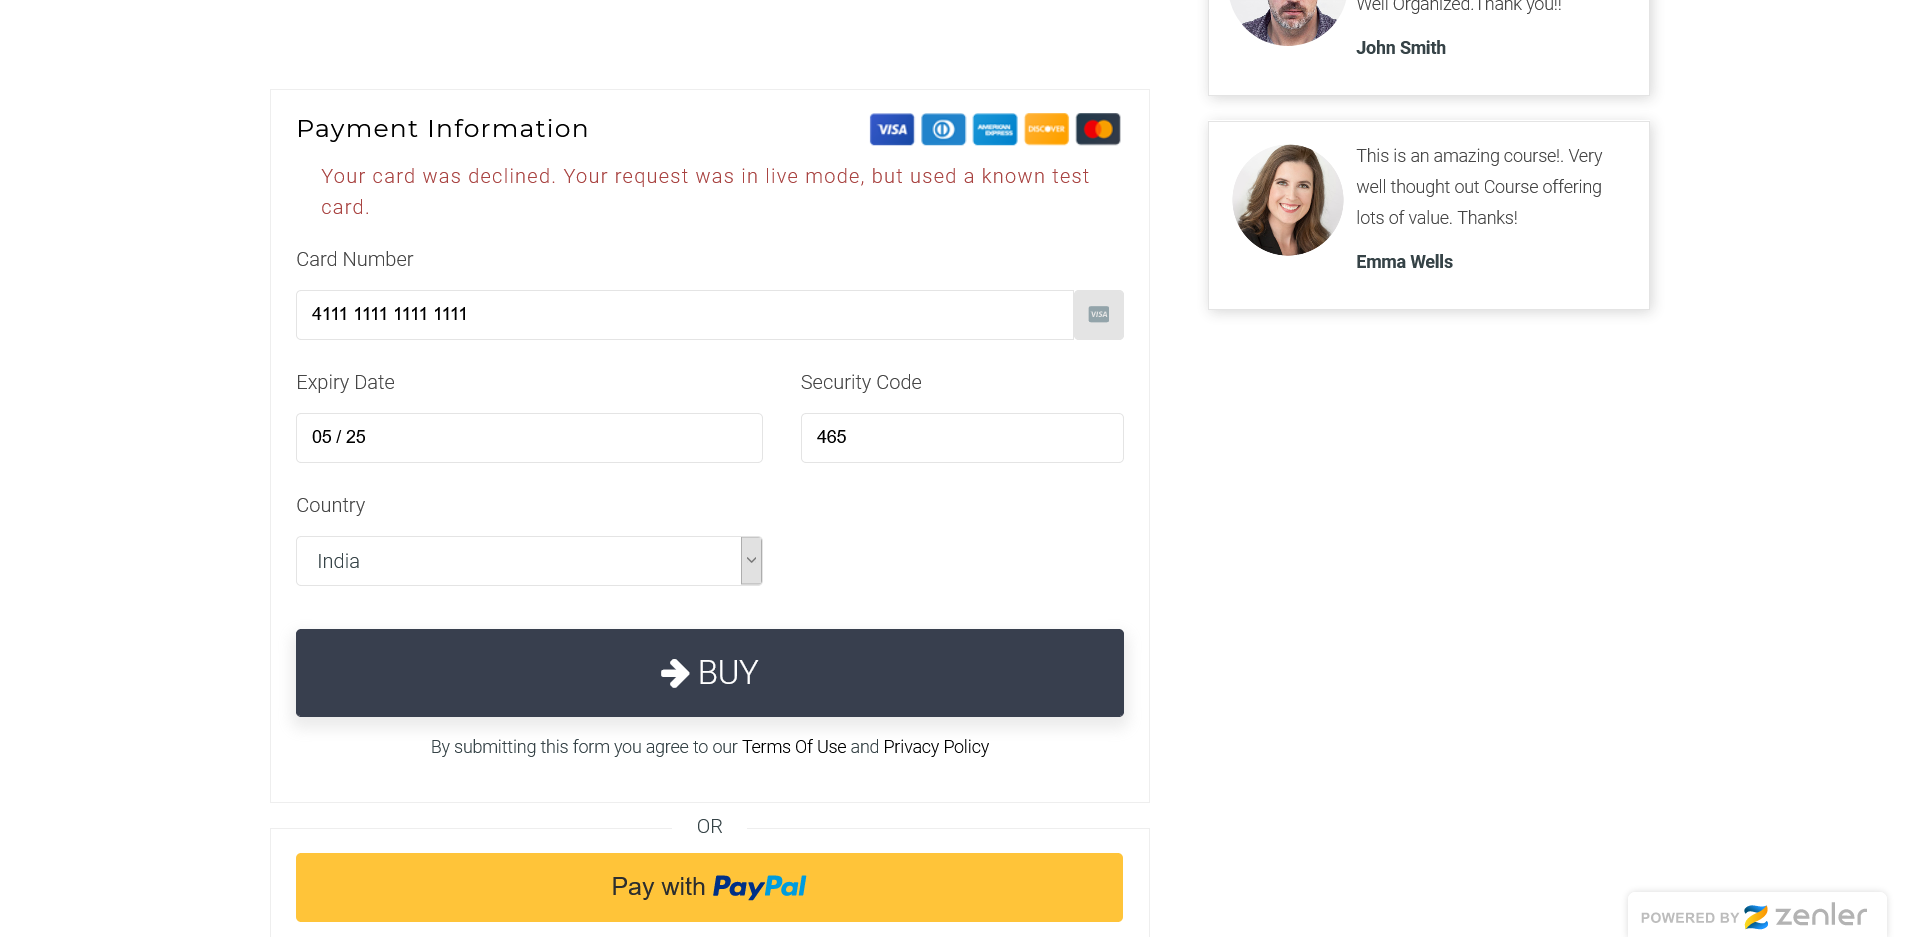 Well Organized.Thank you!!
John Smith
Payment Information
VISA
AMERICAN EXPRESS
DISCOVER
Your card was declined. Your request was in live mode, but used a known test
card.
This is an amazing course!. Very
well thought out Course offering
lots of value. Thanks!
Emma Wells
Card Number
4111 1111 1111 1111
VISA
Expiry Date
Security Code
05 / 25
465
Country
India
BUY
By submitting this form you agree to our Terms Of Use and Privacy Policy
OR
Pay with PayPal
POWERED BY zenler